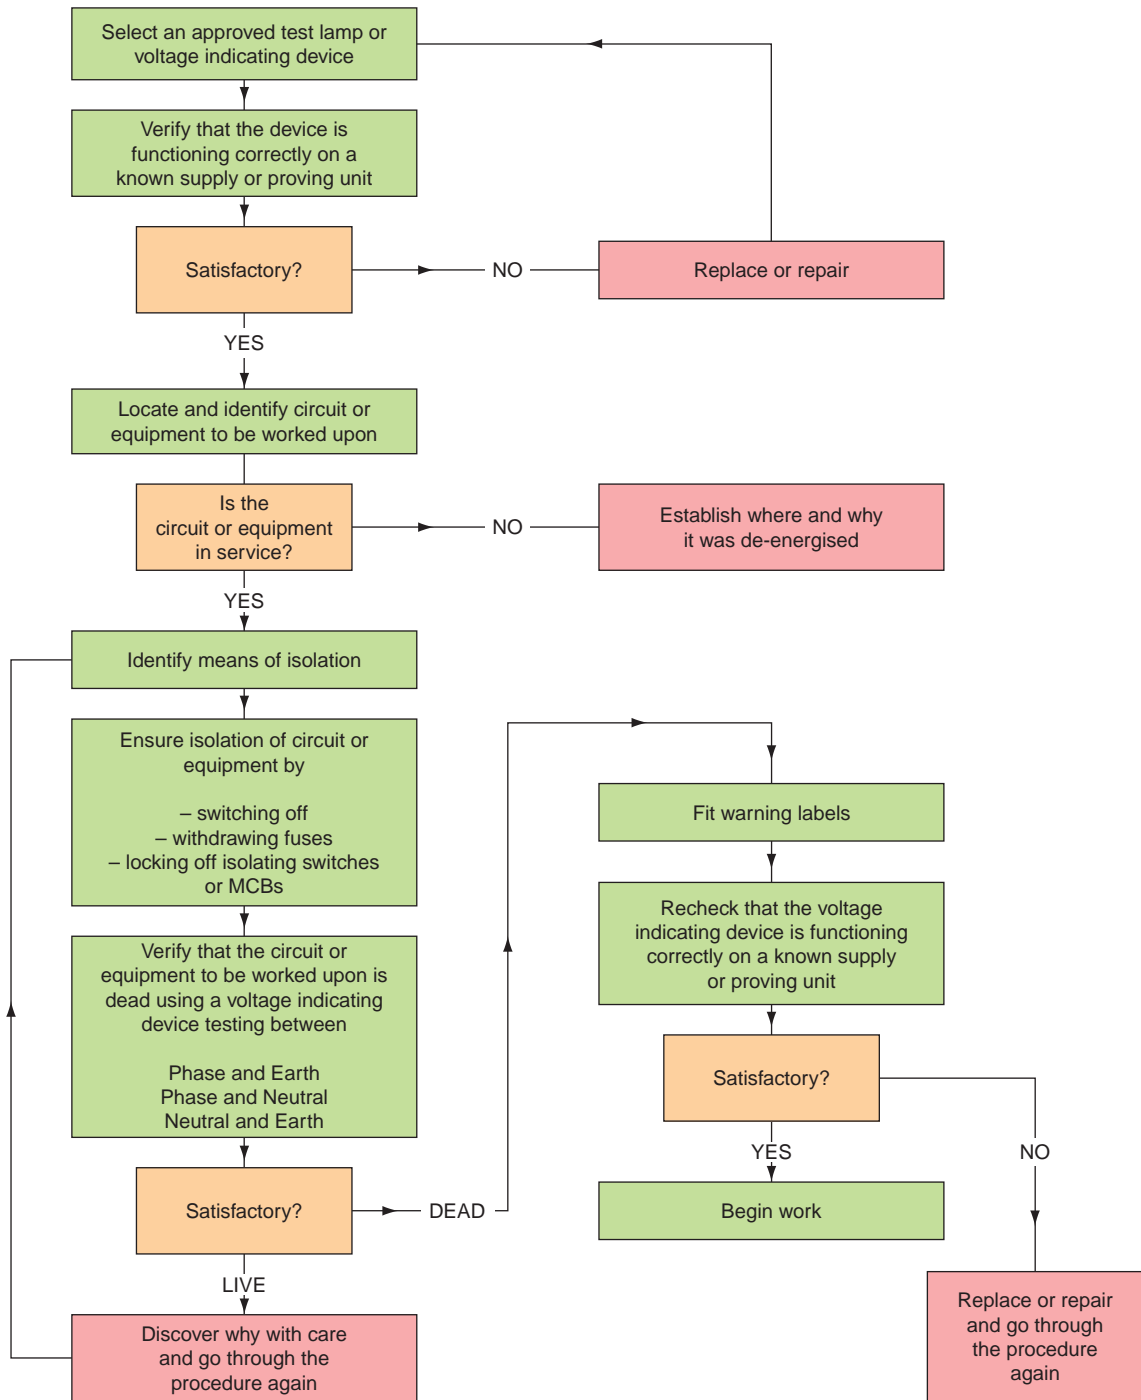 Select an approved test lamp or
voltage indicating device
Verify that the device is
functioning correctly on a
known supply or proving unit
Satisfactory?
NO
Replace or repair
YES
Locate and identify circuit or
equipment to be worked upon
Is the
circuit or equipment
in service?
NO
Establish where and why
it was de-energised
YES
Identify means of isolation
Ensure isolation of circuit or
equipment by
– switching off
– withdrawing fuses
– locking off isolating switches
or MCBs
Verify that the circuit or
equipment to be worked upon is
dead using a voltage indicating
device testing between
Phase and Earth
Phase and Neutral
Neutral and Earth
Satisfactory?
DEAD
LIVE
Discover why with care
and go through the
procedure again
Fit warning labels
Recheck that the voltage
indicating device is functioning
correctly on a known supply
or proving unit
Satisfactory?
YES
NO
Begin work
Replace or repair
and go through
the procedure
again